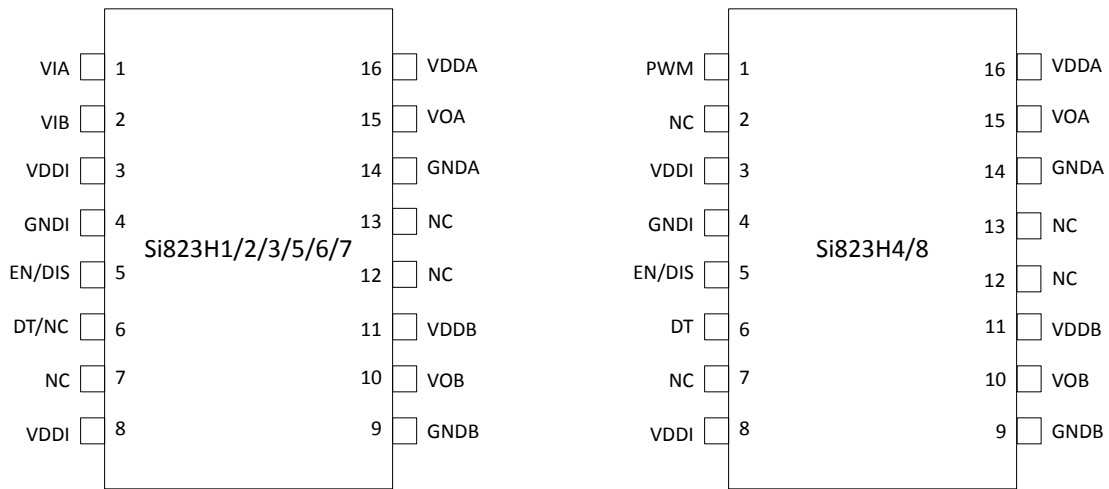 VIA 1 16 VDDA
VIB 2 15 VOA
VDDI 3 14 GNDA
GNDI 4 13 NC
Si823H1/2/3/5/6/7
EN/DIS 5 12 NC
DT/NC 6 11 VDDB
NC 7 10 VOB
VDDI 8 9 GNDB
PWM 1 16 VDDA
NC 2 15 VOA
VDDI 3 14 GNDA
GNDI 4 13 NC
Si823H4/8
EN/DIS 5 12 NC
DT 6 11 VDDB
NC 7 10 VOB
VDDI 8 9 GNDB